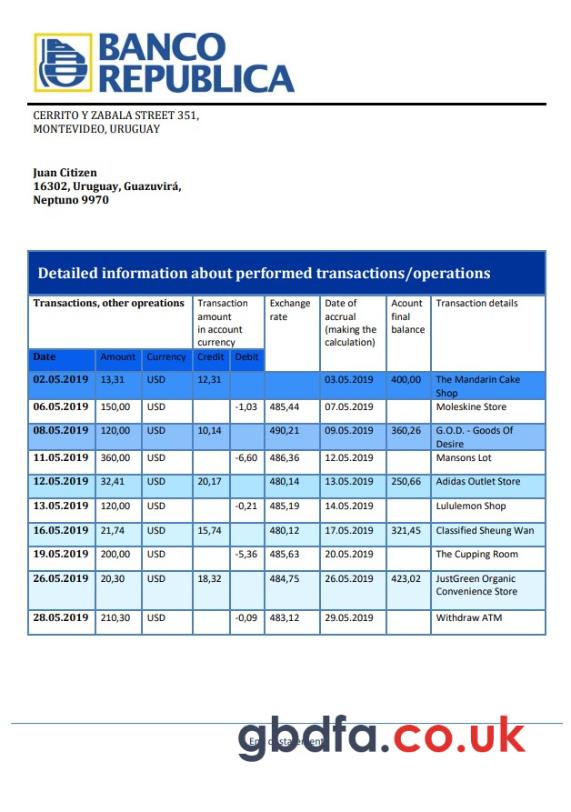 BANCO
REPUBLICA
CERRITO Y ZABALA STREET 351,
MONTEVIDEO, URUGUAY
Juan Citizen
16302, Uruguay, Guazuvirá,
Neptuno 9970
Detailed information about performed transactions/operations
Transactions, other opreations Transaction amount in account currency Exchange rate Date of accrual (making the calculation) Acount final balance Transaction details
Date Amount Currency Credit Debit
02.05.2019 13,31 USD 12,31 03.05.2019 400,00 The Mandarin Cake Shop
06.05.2019 150,00 USD -1,03 485,44 07.05.2019 Moleskine Store
08.05.2019 120,00 USD 10,14 490,21 09.05.2019 360,26 G.O.D. - Goods Of Desire
11.05.2019 360,00 USD -6,60 486,36 12.05.2019 Mansons Lot
12.05.2019 32,41 USD 20,17 480,14 13.05.2019 250,66 Adidas Outlet Store
13.05.2019 120,00 USD -0,21 485,19 14.05.2019 Lululemon Shop
16.05.2019 21,74 USD 15,74 480,12 17.05.2019 321,45 Classified Sheung Wan
19.05.2019 200,00 USD -5,36 485,63 20.05.2019 The Cupping Room
26.05.2019 20,30 USD 18,32 484,75 26.05.2019 423,02 JustGreen Organic Convenience Store
28.05.2019 210,30 USD -0,09 483,12 29.05.2019 Withdraw ATM
gbdfa.co.uk